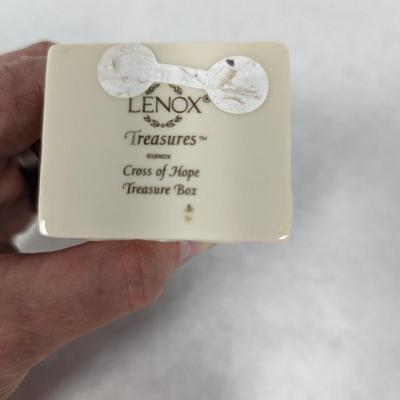 LENOX®
Treasures™
©LENOX
Cross of Hope
Treasure Box